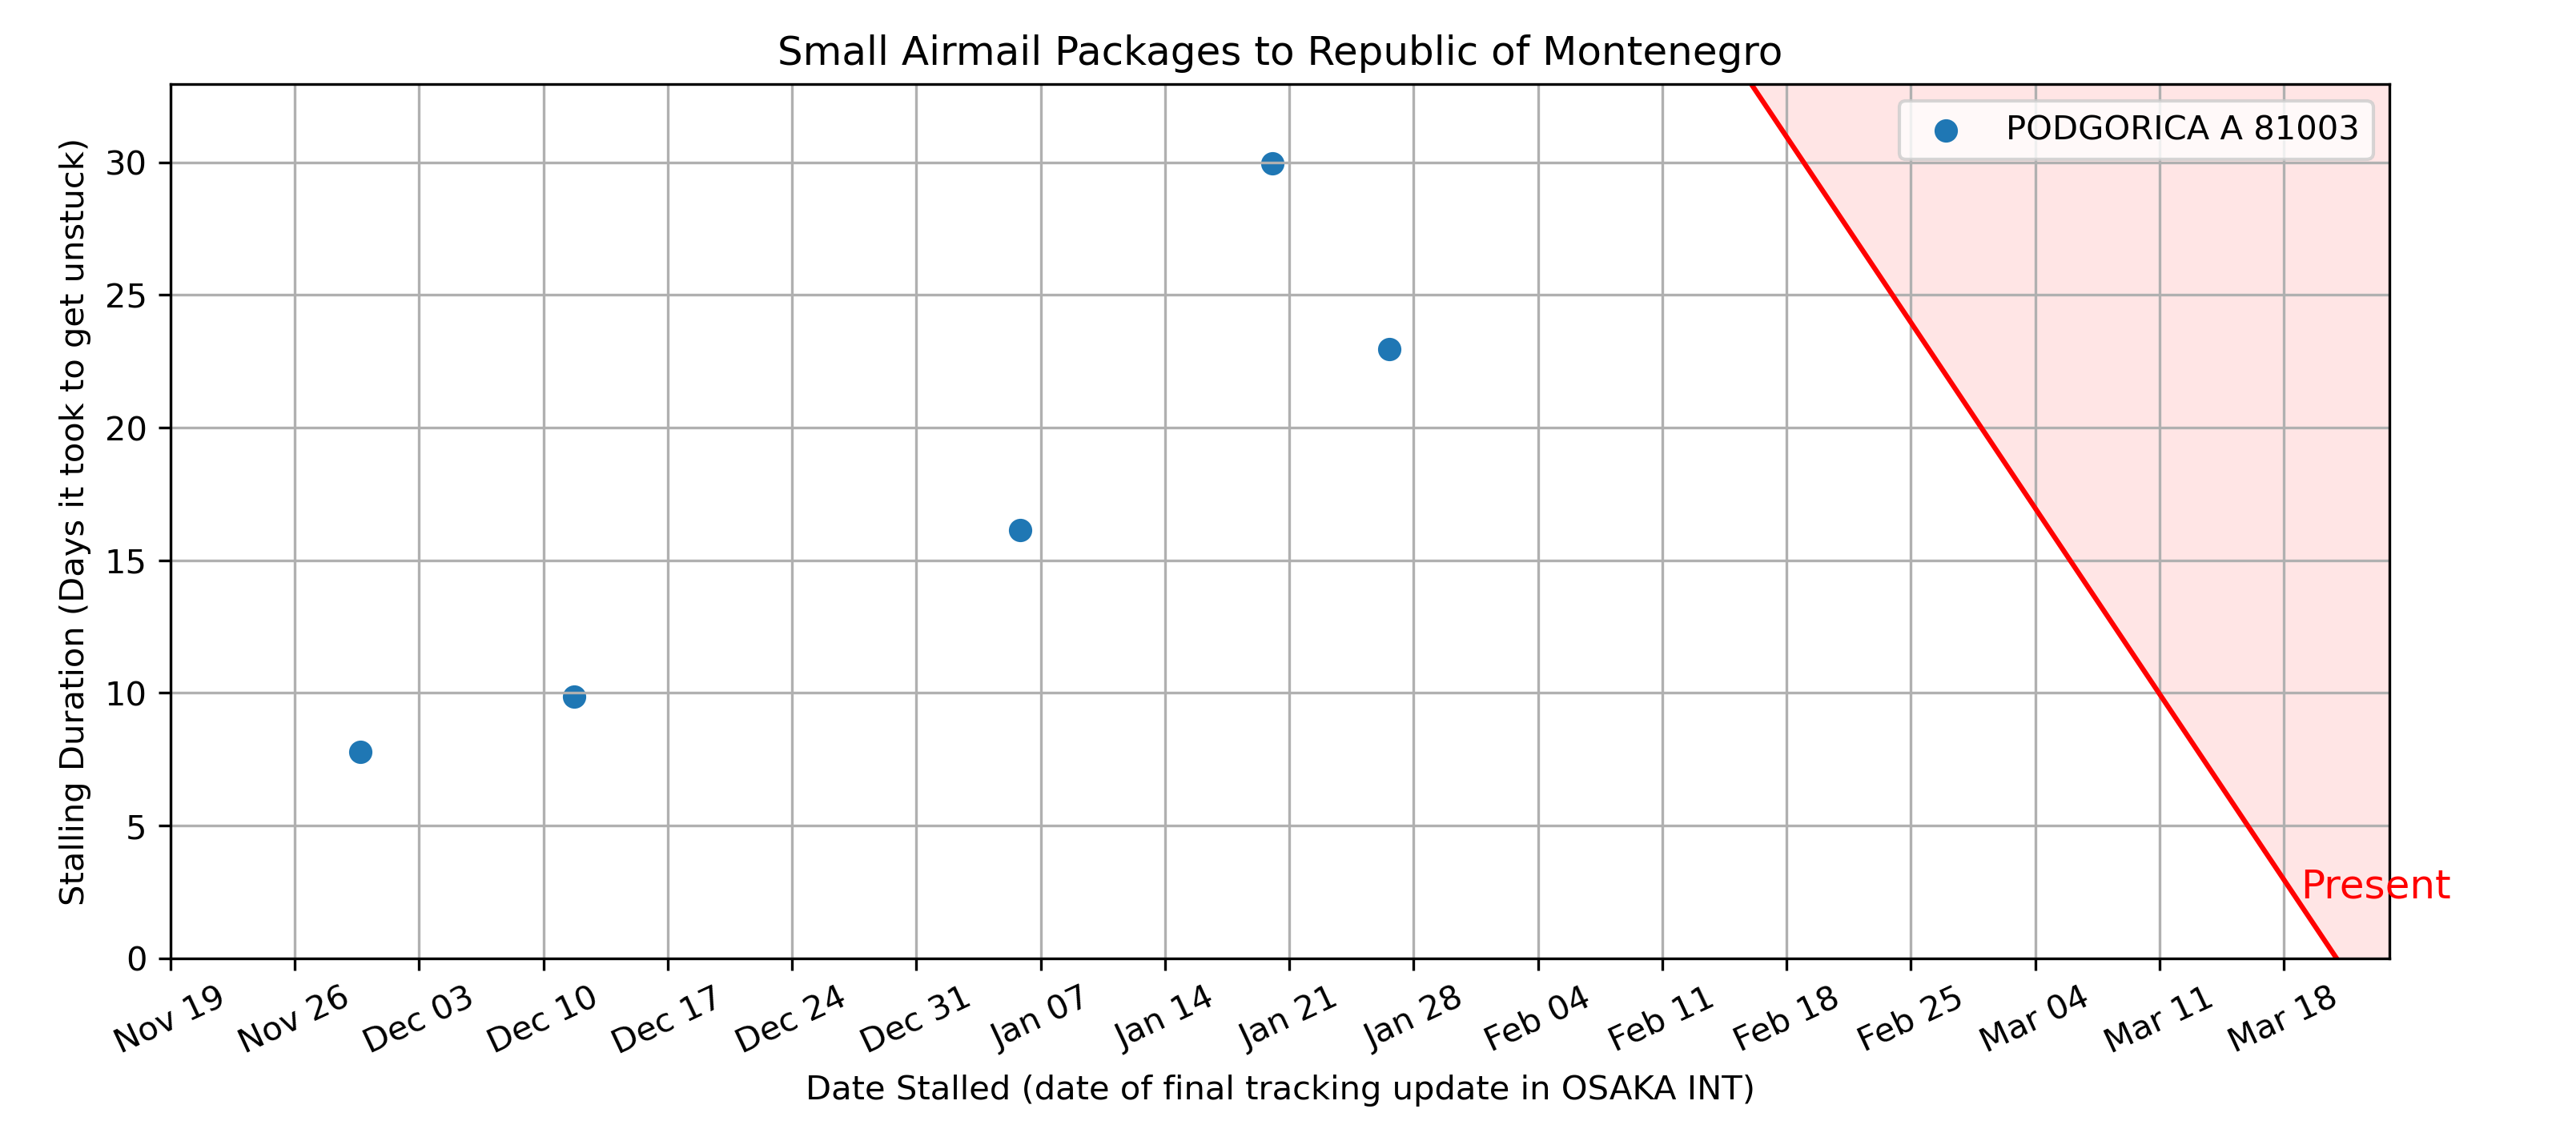 Small Airmail Packages to Republic of Montenegro
PODGORICA A 81003
Stalling Duration (Days it took to get unstuck)
30
25
20
15
10
5
0
Present
Nov 19
Nov 26
Dec 03
Dec 10
Dec 17
Dec 24
Dec 31
Jan 07
Jan 14
Jan 21
Jan 28
Feb 04
Feb 11
Feb 18
Feb 25
Mar 04
Mar 11
Mar 18
Date Stalled (date of final tracking update in OSAKA INT)